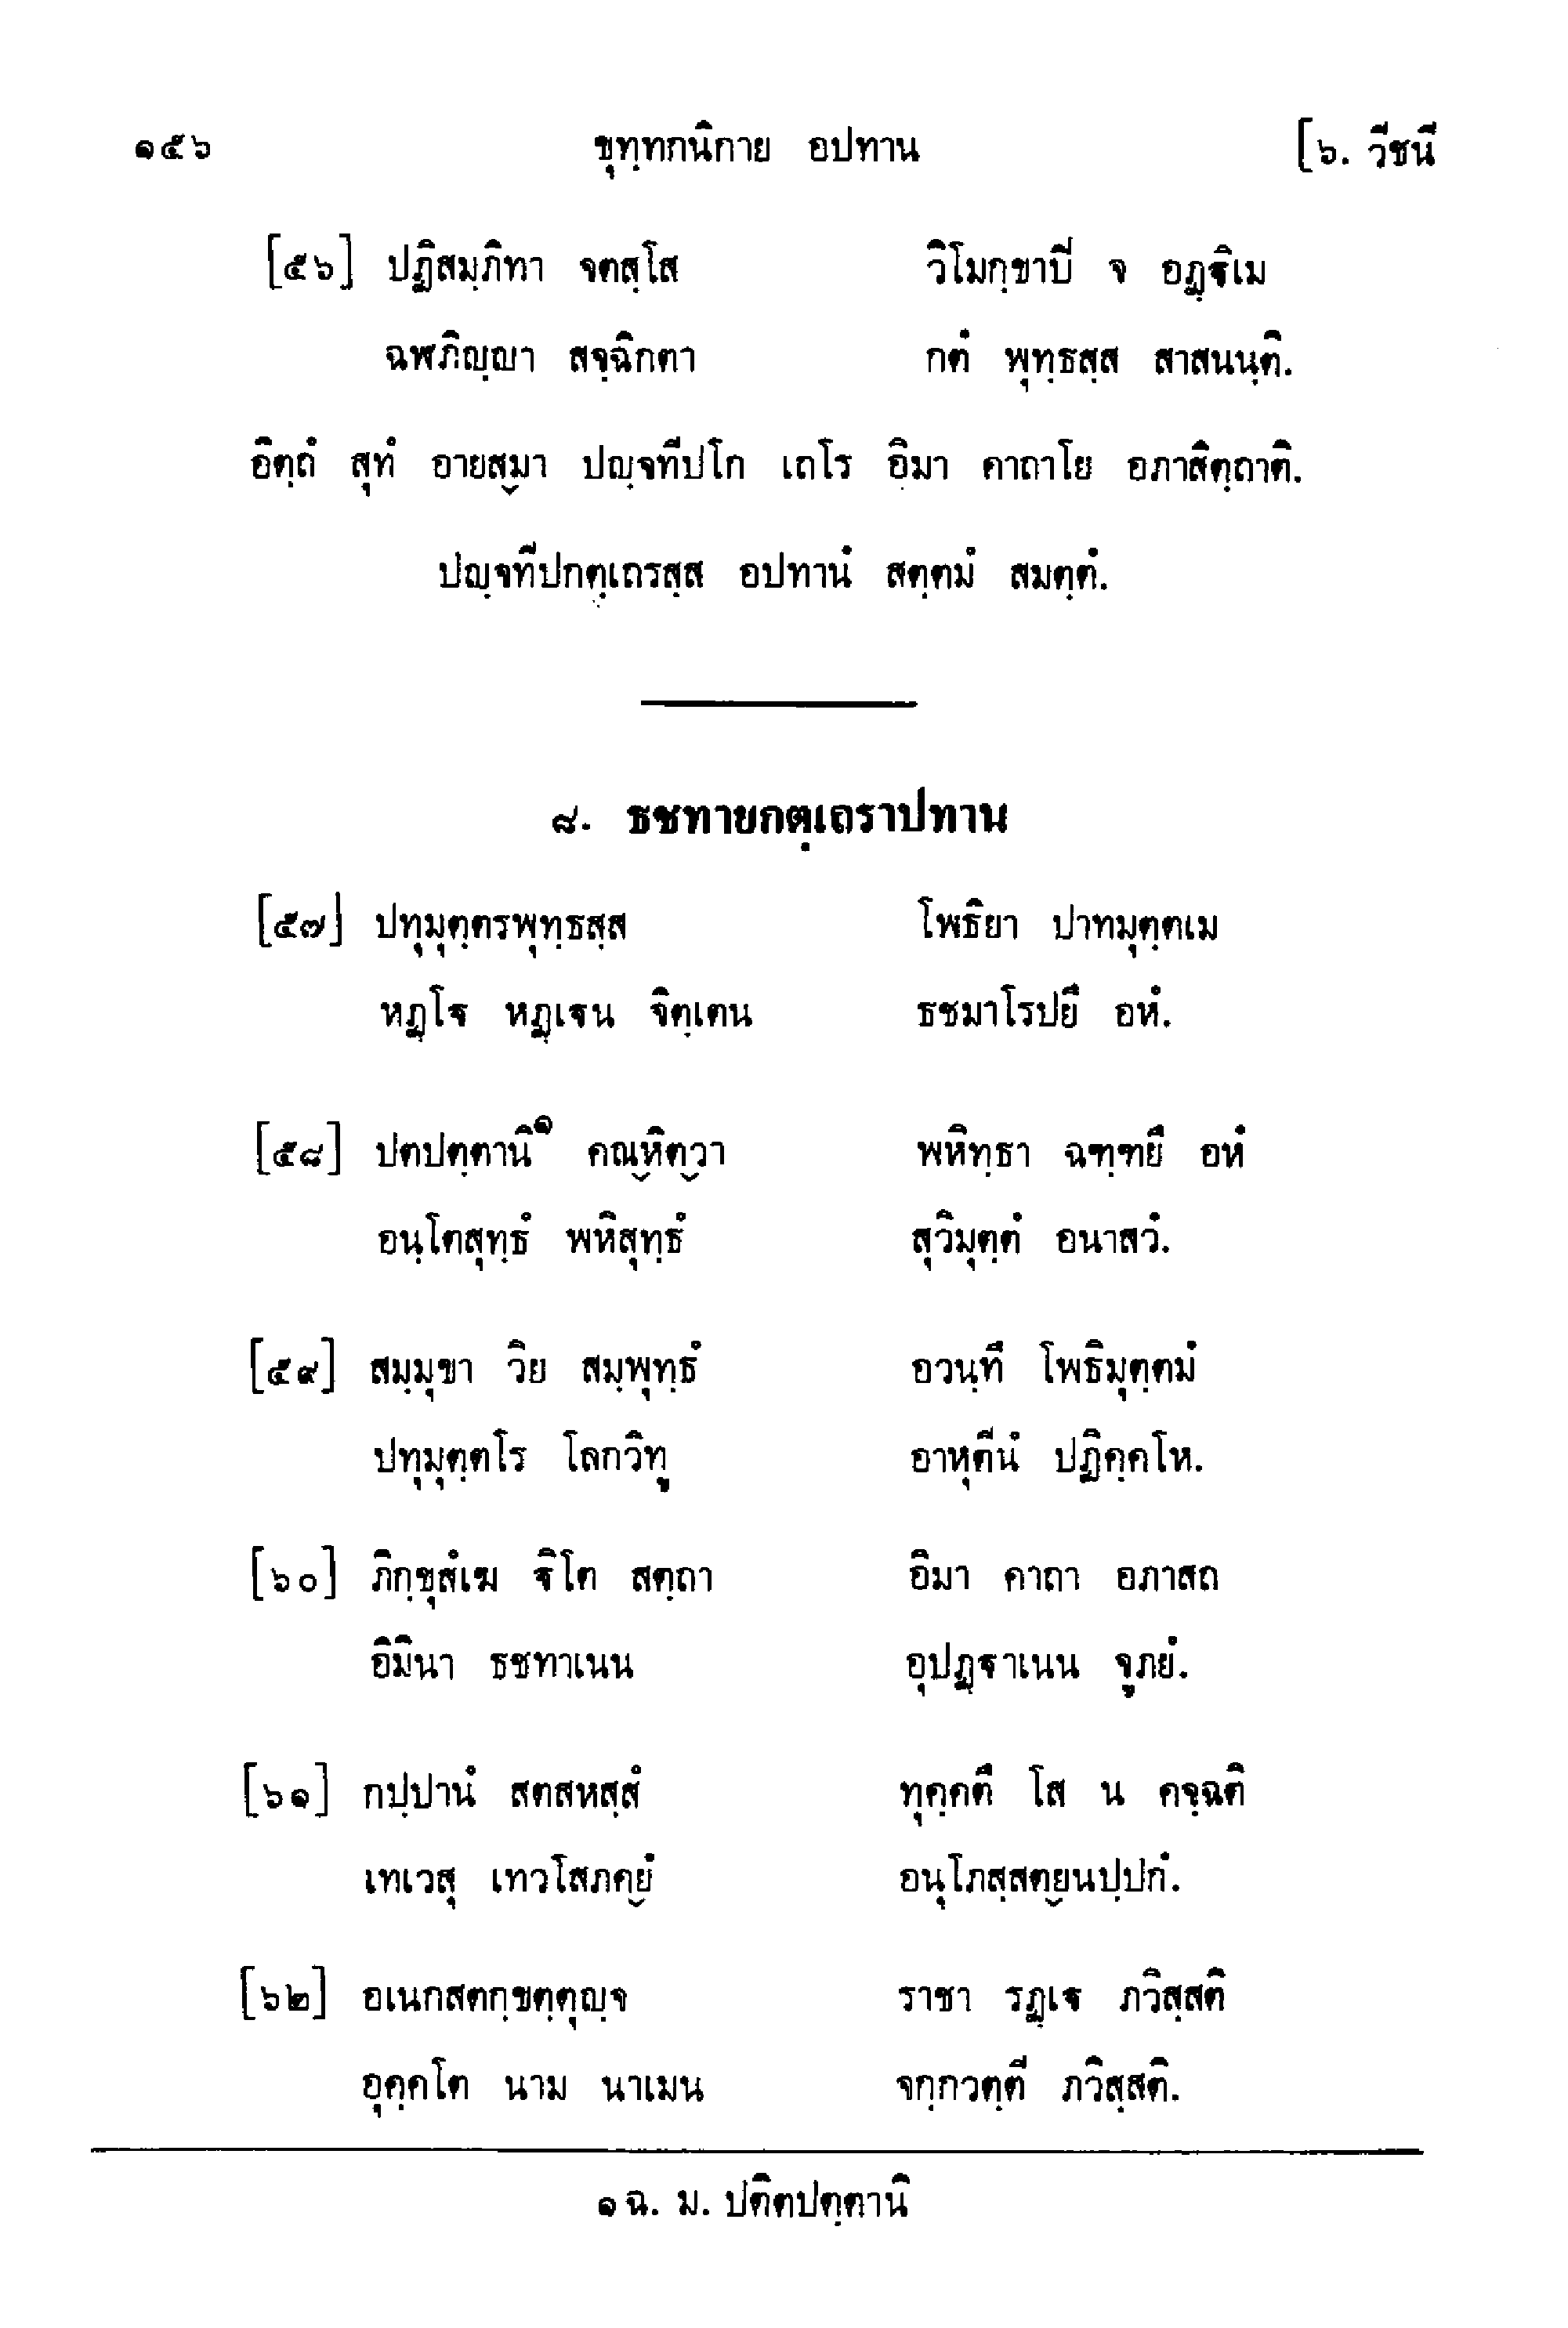 ๑๕๖ ขุทฺทกนิกาย อปทาน [๖. วีชนี
[๕๖] ปฏิสมฺภิทา จตสฺโส วิโมกฺขาปิ จ อฏฺฐิเม
ฉฬภิญฺญา สจฺฉิกตา กตํ พุทฺธสฺส สาสนนฺติ.
อิตฺถํ สุทํ อายสฺมา ปญฺจทีปโก เถโร อิมา คาถาโย อภาสิตฺถาติ.
ปญฺจทีปกตฺเถรสฺส อปทานํ สตฺตมํ สมตฺตํ.
๘. ธชทายกตฺเถราปทาน
[๕๗] ปทุมุตฺตรพุทฺธสฺส โพธิยา ปาทมุตฺตเม
หฏฺโฐ หฏฺเฐน จิตฺเตน ธชมาโรปยึ อหํ.
[๕๘] ปตปตฺตานิ๑ คณฺหิตฺวา พหิทฺธา ฉฑฺฑยึ อหํ
อนฺโตสุทฺธํ พหิสุทฺธํ สุวิมุตฺตํ อนาสวํ.
[๕๙] สมฺมุขา วิย สมฺพุทฺธํ อวนฺทึ โพธิมุตฺตมํ
ปทุมุตฺตโร โลกวิทู อาหุตีนํ ปฏิคฺคโห.
[๖๐] ภิกฺขุสํเฆ ฐิโต สตฺถา อิมา คาถา อภาสถ
อิมินา ธชทาเนน อุปฏฺฐาเนน จูภยํ.
[๖๑] กปฺปานํ สตสหสฺสํ ทุคฺคตึ โส น คจฺฉติ
เทเวสุ เทวโสภคฺยํ อนุโภสฺสตฺยนปฺปกํ.
[๖๒] อเนกสตกฺขตฺตุญฺจ ราชา รฏฺเฐ ภวิสฺสติ
อุคฺคโต นาม นาเมน จกฺกวตฺตี ภวิสฺสติ.
๑ ฉ. ม. ปติตปตฺตานิ